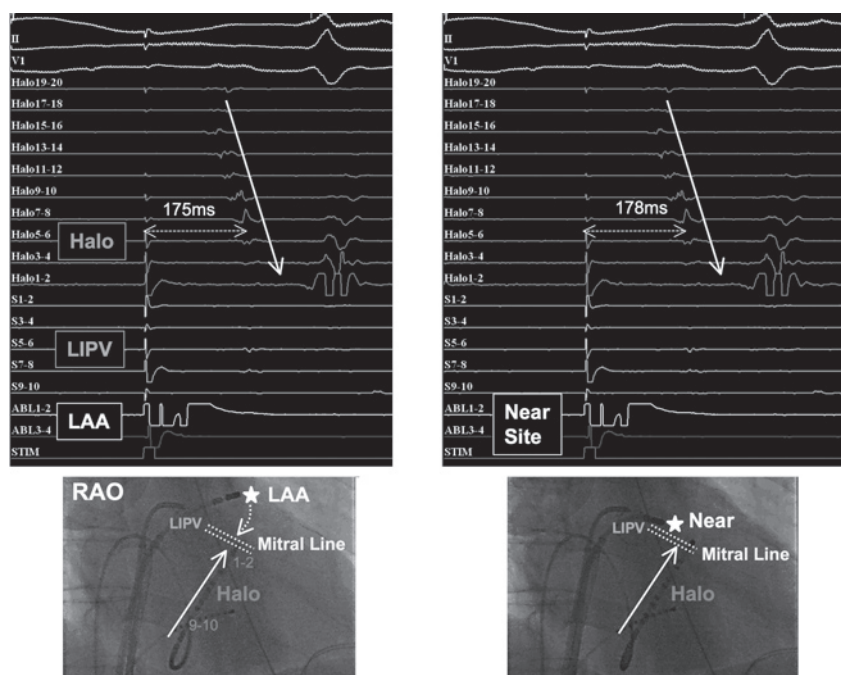 II
V1
Halo19-20
Halo17-18
Halo15-16
Halo13-14
Halo11-12
Halo9-10
Halo7-8
175ms
Halo5-6
Halo
Halo3-4
Halo1-2
S1-2
S3-4
LIPV
S5-6
S7-8
S9-10
ABL1-2
LAA
ABL3-4
STIM
II
V1
Halo19-20
Halo17-18
Halo15-16
Halo13-14
Halo11-12
Halo9-10
Halo7-8
178ms
Halo5-6
Halo3-4
Halo1-2
S1-2
S3-4
S5-6
S7-8
S9-10
ABL1-2
Near
Site
ABL3-4
STIM
RAO
LAA
LIPV
Mitral Line
1-2
Halo
9-10
LIPV
Near
Mitral Line
Halo